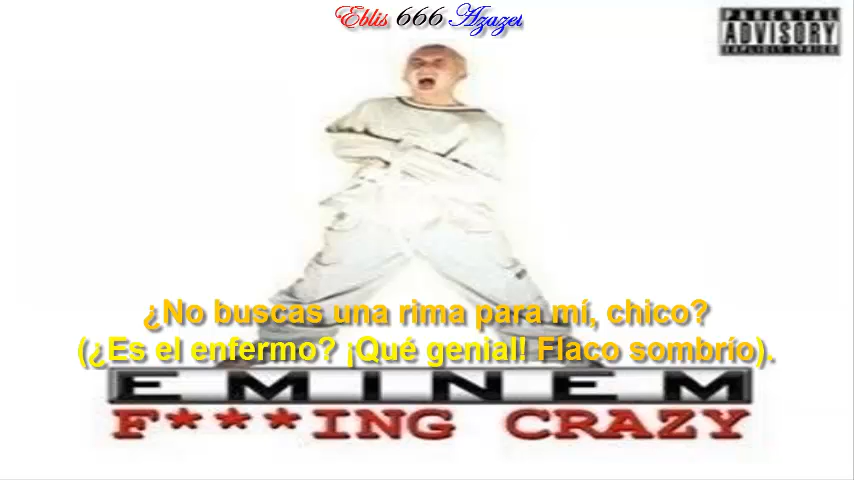 Eblis 666 Azazel
PARENTAL
ADVISORY
EXPLICIT LYRICS
¿No buscas una rima para mí, chico?
(¿Es el enfermo? ¡Qué genial! Flaco sombrío).
EMINEM
F***ING CRAZY